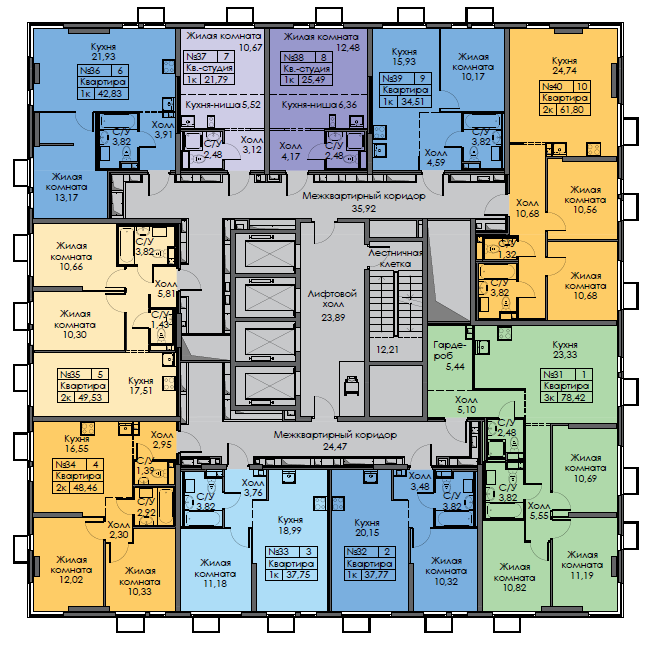 Кухня
21,93
№36 6
Квартира
1к 42,83
С/У
3,82
Холл
3,91
Жилая
комната
13,17
Жилая комната
10,67
№37 7
Кв.-студия
1к 21,79
Кухня-ниша 5,52
С/У
2,48
Холл
3,12
Жилая комната
12,48
№38 8
Кв.-студия
1к 25,49
Кухня-ниша 6,36
Холл
4,17
С/У
2,48
Кухня
15,93
№39 9
Квартира
1к 34,51
Жилая
комната
10,17
С/У
3,82
Холл
4,59
Кухня
24,74
№40 10
Квартира
2к 61,80
Холл
10,68
Жилая
комната
10,56
С/У
1,32
С/У
3,82
Жилая
комната
10,68
Межквартирный коридор
35,92
Жилая
комната
10,66
С/У
3,82
Холл
5,81
Жилая
комната
10,30
С/У
1,43
№35 5
Квартира
2к 49,53
Кухня
17,51
Лифтовой
холл
23,89
Лестничная
клетка
12,21
Гарде-
роб
5,44
5,10
Кухня
23,33
№31 1
Квартира
3к 78,42
С/У
2,48
С/У
3,82
Жилая
комната
10,69
Холл
5,55
Жилая
комната
10,82
Жилая
комната
11,19
Межквартирный коридор
24,47
Кухня
16,55
№34 4
Квартира
2к 48,46
Холл
2,95
С/У
1,39
С/У
2,92
Холл
2,30
Жилая
комната
12,02
Жилая
комната
10,33
С/У
3,82
Холл
3,76
Кухня
18,99
№33 3
Квартира
1к 37,75
Жилая
комната
11,18
Кухня
20,15
№32 2
Квартира
1к 37,77
Холл
3,48
С/У
3,82
Жилая
комната
10,32